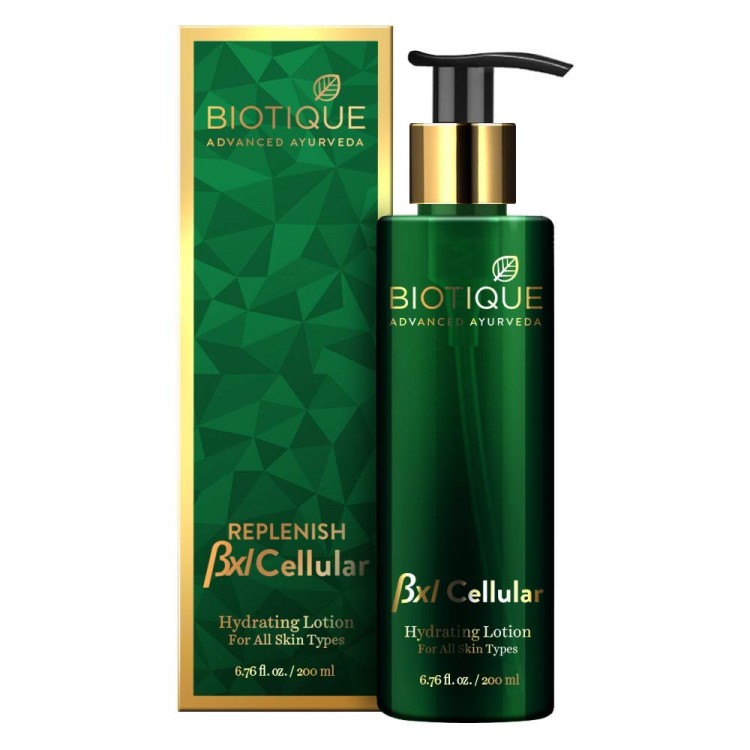 BIOTIQUE
ADVANCED AYURVEDA
REPLENISH
βxl Cellular
Hydrating Lotion
For All Skin Types
6.76 fl. oz. / 200 ml
BIOTIQUE
ADVANCED AYURVEDA
βxl Cellular
Hydrating Lotion
For All Skin Types
6.76 fl. oz. / 200 ml